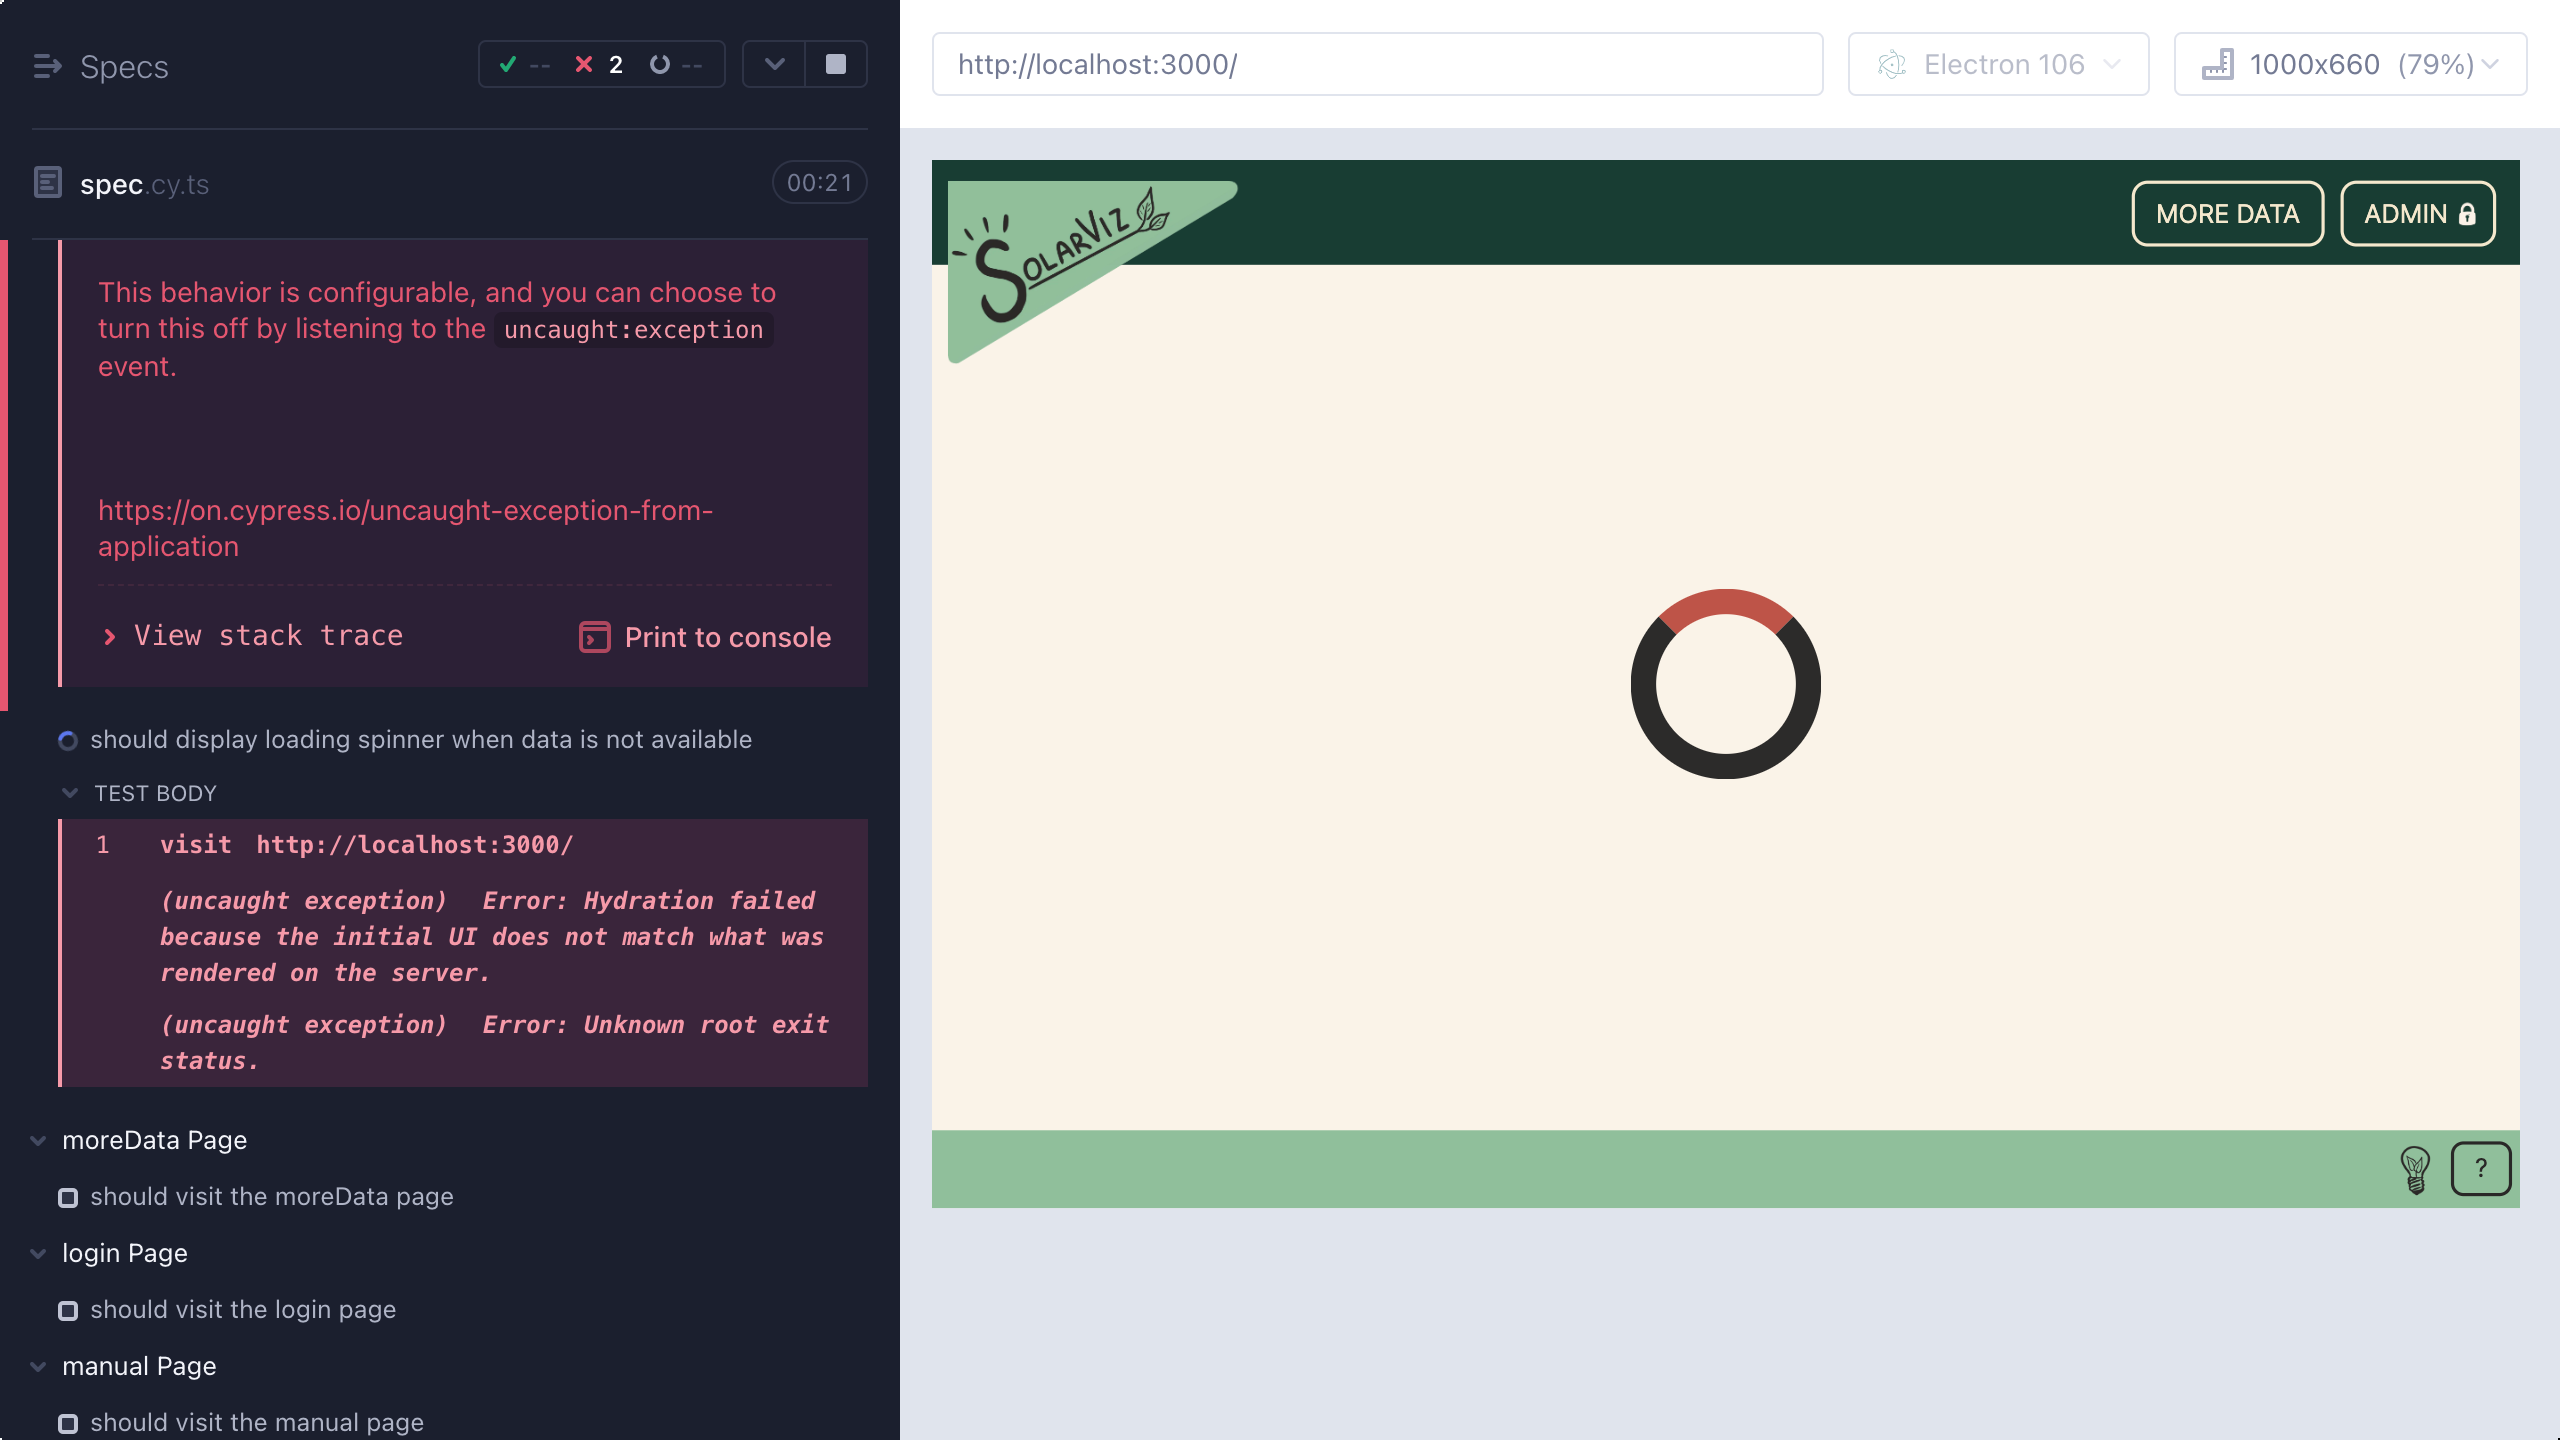 Specs
-- 2 --
spec.cy.ts
00:21
This behavior is configurable, and you can choose to
turn this off by listening to the uncaught:exception
event.
https://on.cypress.io/uncaught-exception-from-
application
View stack trace
Print to console
should display loading spinner when data is not available
TEST BODY
1 visit http://localhost:3000/
(uncaught exception) Error: Hydration failed
because the initial UI does not match what was
rendered on the server.
(uncaught exception) Error: Unknown root exit
status.
moreData Page
should visit the moreData page
login Page
should visit the login page
manual Page
should visit the manual page
http://localhost:3000/
Electron 106
1000x660 (79%)
SOLARVIZ
MORE DATA
ADMIN
?